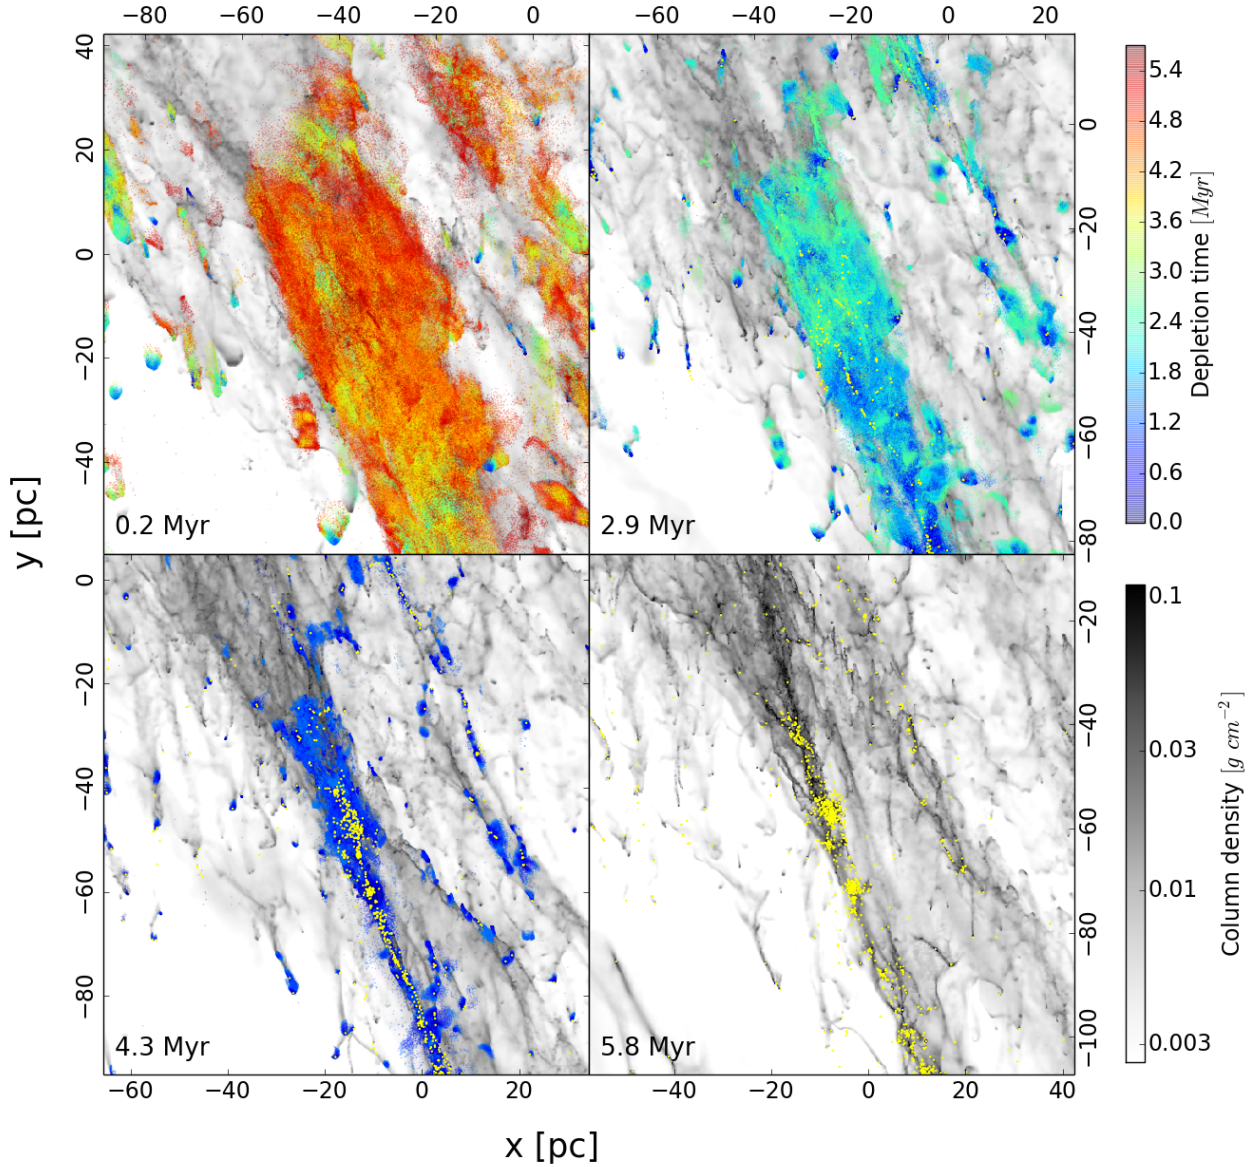 −80 −60 −40 −20 0
−60 −40 −20 0 20
40
20
0
−20
−40
0
−20
−40
−60
−80
0.2 Myr
2.9 Myr
5.4
4.8
4.2
3.6
3.0
2.4
1.8
1.2
0.6
0.0
Depletion time [Myr]
y [pc]
0
−20
−40
−60
−80
−20
−40
−60
−80
−100
4.3 Myr
5.8 Myr
0.1
0.03
0.01
0.003
Column density [g cm−2]
−60 −40 −20 0 20
−20 0 20 40
x [pc]